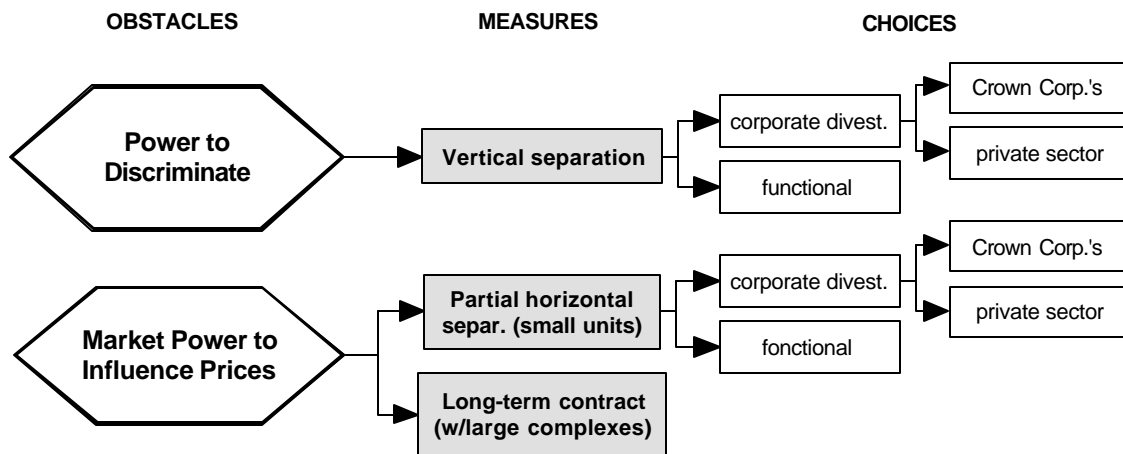 OBSTACLES
MEASURES
CHOICES
Power to
Discriminate
Vertical separation
corporate divest.
functional
Crown Corp.'s
private sector
Market Power to
Influence Prices
Partial horizontal
separ. (small units)
Long-term contract
(w/large complexes)
corporate divest.
fonctional
Crown Corp.'s
private sector